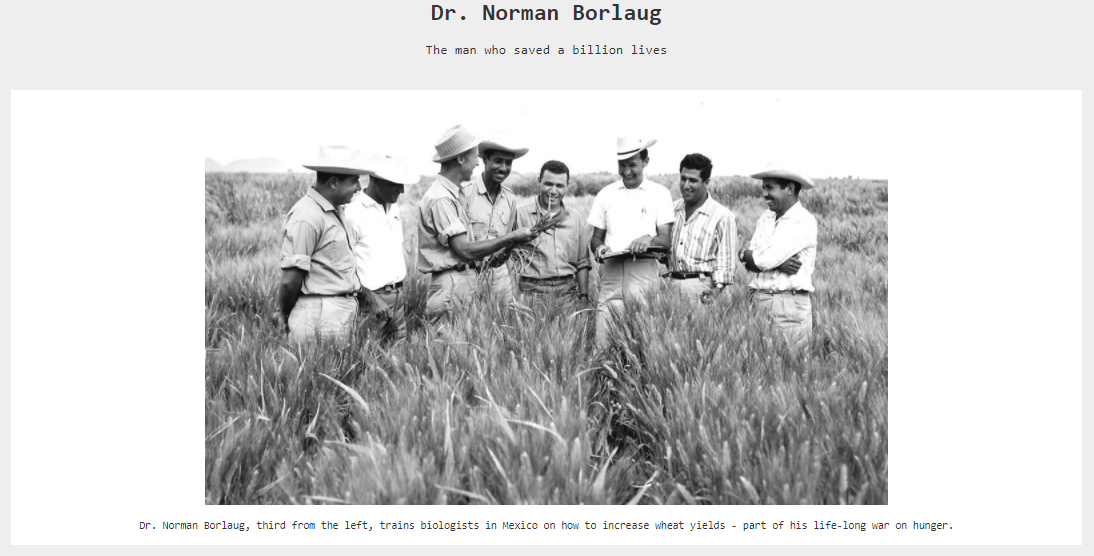 Dr. Norman Borlaug
The man who saved a billion lives
Dr. Norman Borlaug, third from the left, trains biologists in Mexico on how to increase wheat yields - part of his life-long war on hunger.